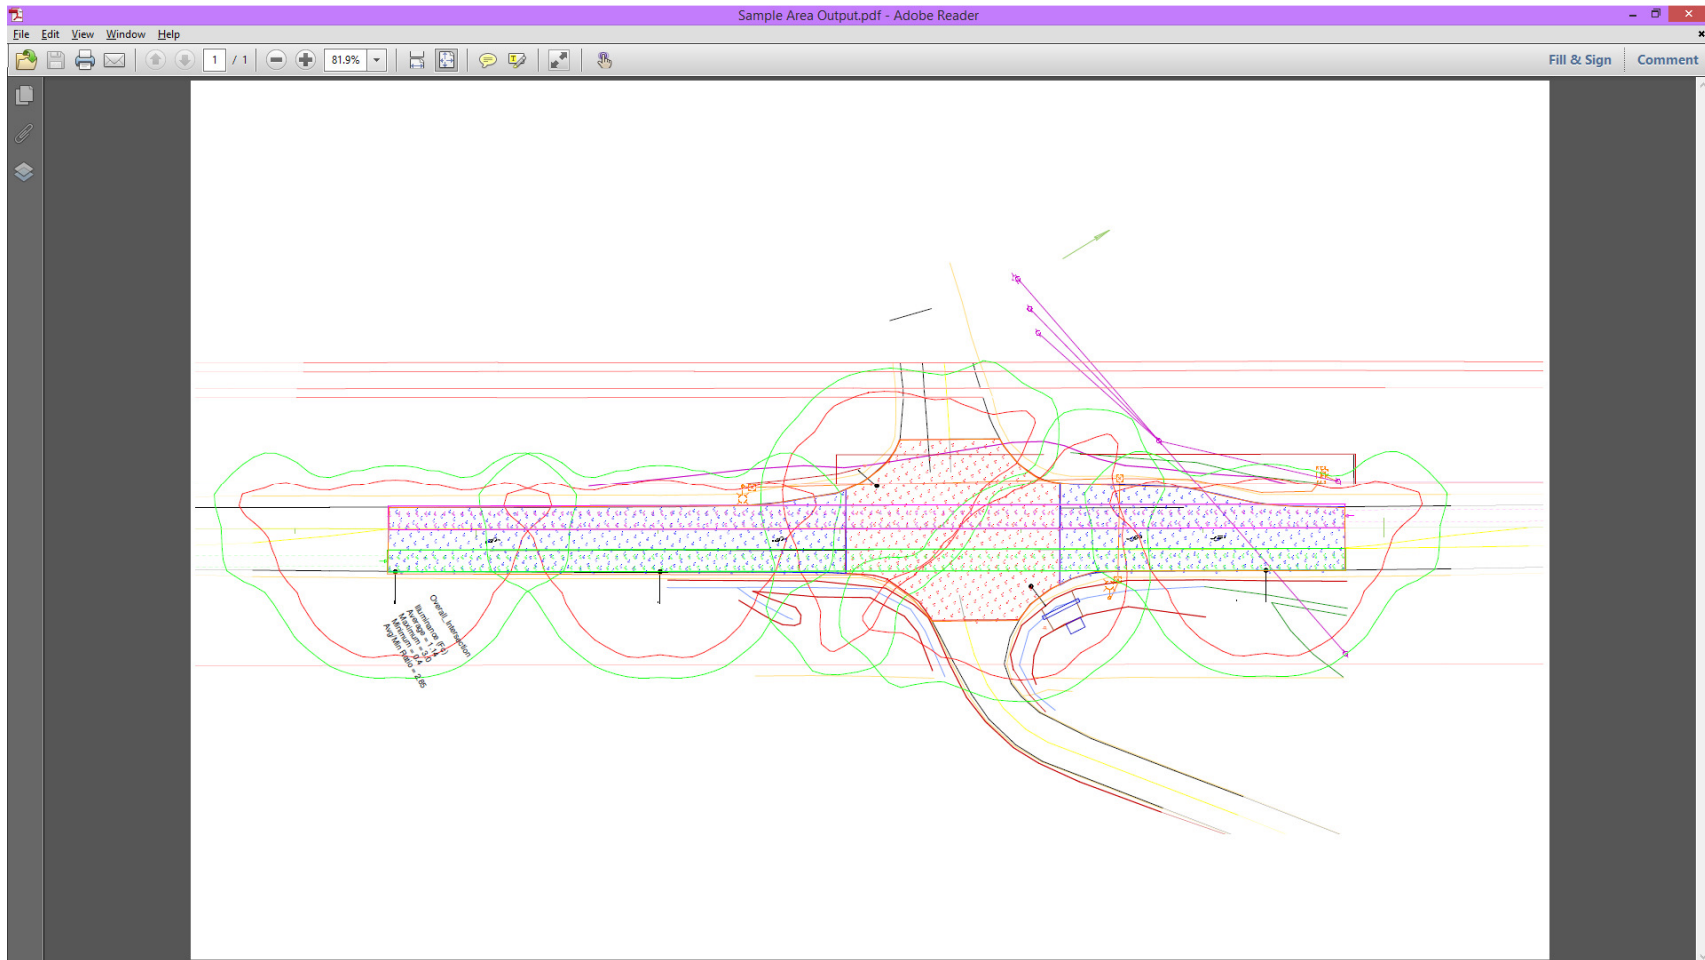 Sample Area Output.pdf - Adobe Reader
File Edit View Window Help
1 / 1
81.9%
Fill & Sign
Comment
Overall_Intersection
Illuminance (Fc)
Average = 1.14
Maximum = 3.0
Minimum = 0.4
Avg/Min Ratio = 2.85